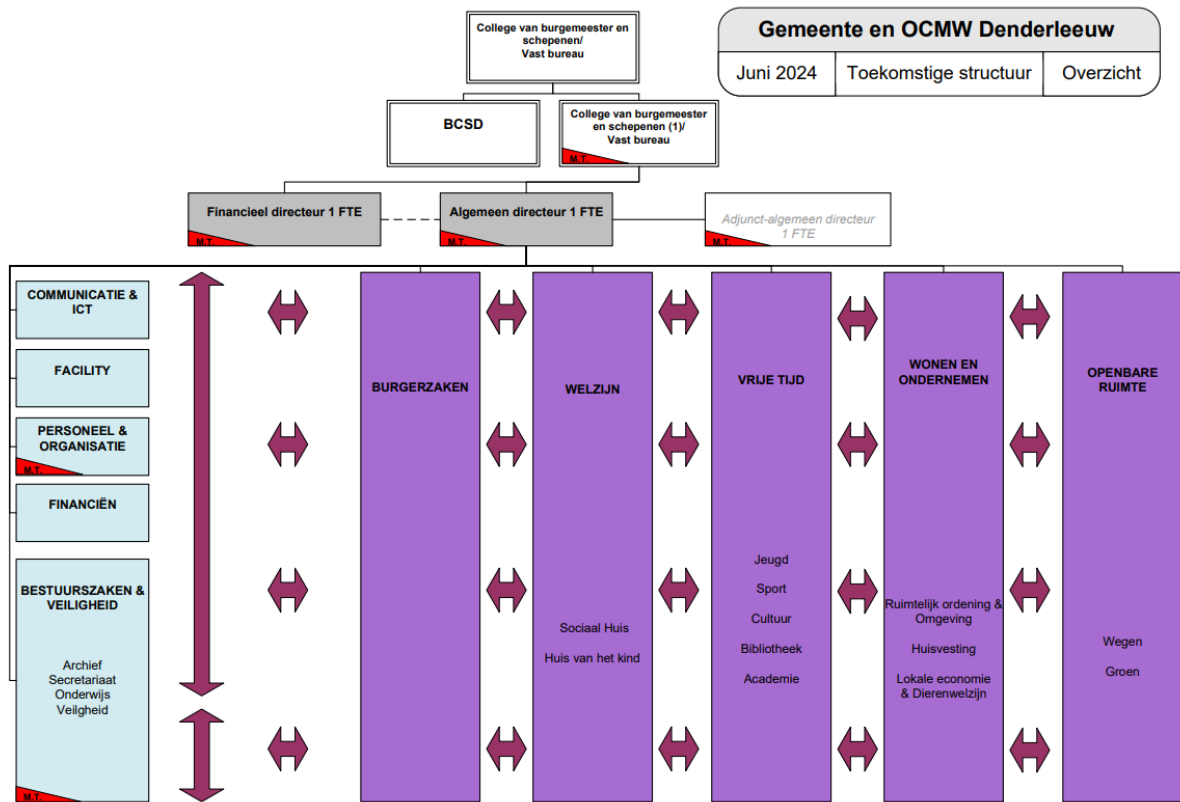 College van burgemeester en
schepenen/
Vast bureau
Gemeente en OCMW Denderleeuw
Juni 2024
Toekomstige structuur
Overzicht
BCSD
College van burgemeester
en schepenen (1)/
Vast bureau
M.T.
Financieel directeur 1 FTE
M.T.
Algemeen directeur 1 FTE
M.T.
Adjunct-algemeen directeur
1 FTE
M.T.
COMMUNICATIE &
ICT
FACILITY
PERSONEEL &
ORGANISATIE
M.T.
FINANCIËN
BESTUURSZAKEN &
VEILIGHEID
Archief
Secretariaat
Onderwijs
Veilgheid
M.T.
BURGERZAKEN
WELZIJN
Sociaal Huis
Huis van het kind
VRIJE TIJD
Jeugd
Sport
Cultuur
Bibliotheek
Academie
WONEN EN
ONDERNEMEN
Ruimtelijk ordening &
Omgeving
Huisvesting
Lokale economie
& Dierenwelzijn
OPENBARE
RUIMTE
Wegen
Groen